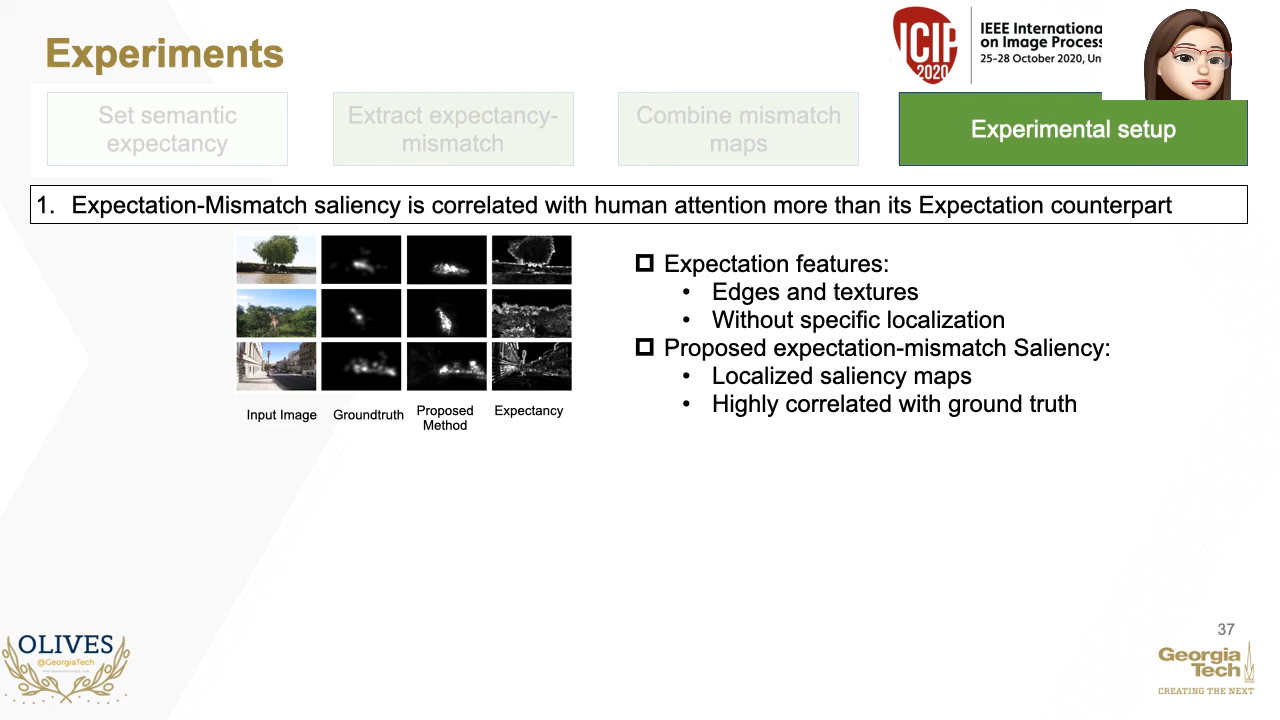 Experiments
ICIP
2020
IEEE Internationa
on Image Process
25-28 October 2020, Un
Set semantic
expectancy
Extract expectancy-
mismatch
Combine mismatch
maps
Experimental setup
1. Expectation-Mismatch saliency is correlated with human attention more than its Expectation counterpart
Input Image
Groundtruth
Proposed
Method
Expectancy
Expectation features:
• Edges and textures
• Without specific localization
Proposed expectation-mismatch Saliency:
• Localized saliency maps
• Highly correlated with ground truth
OLIVES
@GeorgiaTech
37
Georgia
Tech
CREATING THE NEXT